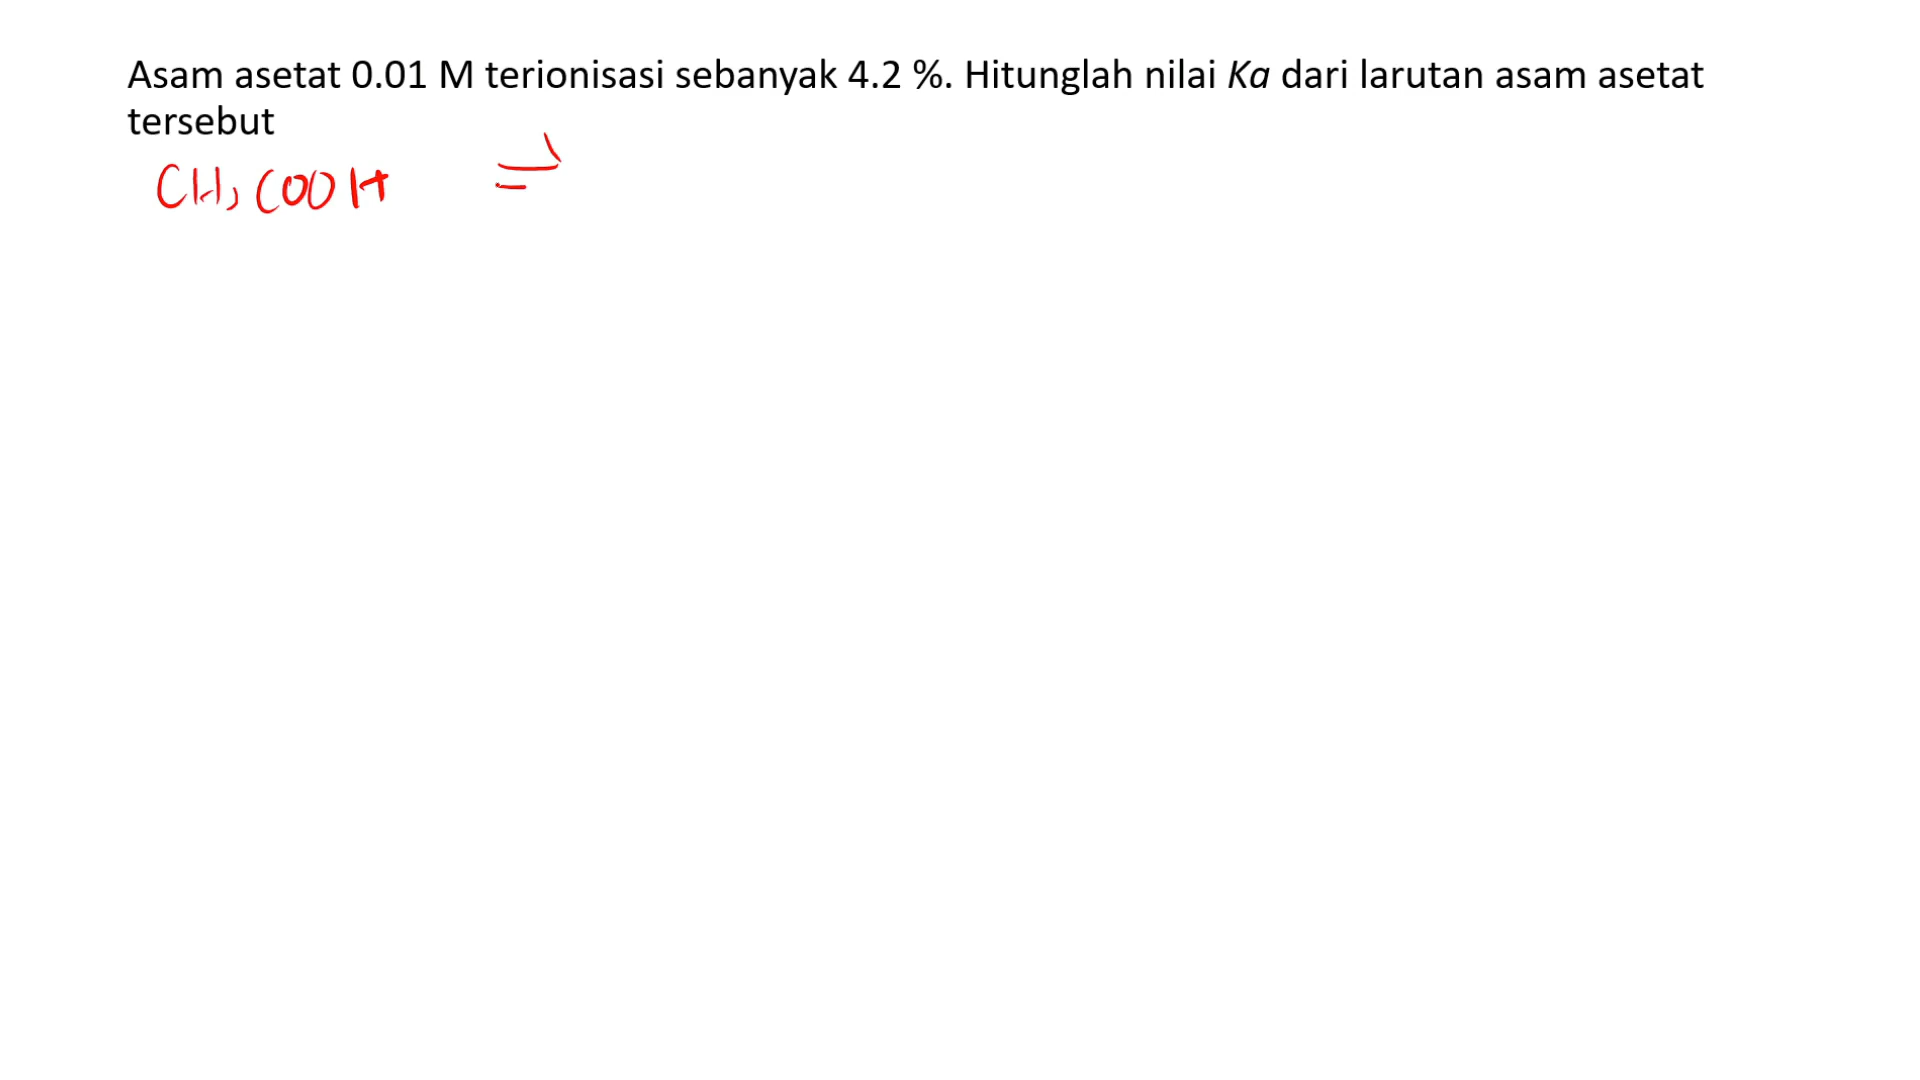 Asam asetat 0.01 M terionisasi sebanyak 4.2 %. Hitunglah nilai Ka dari larutan asam asetat
tersebut
CH₃COOH ⇌